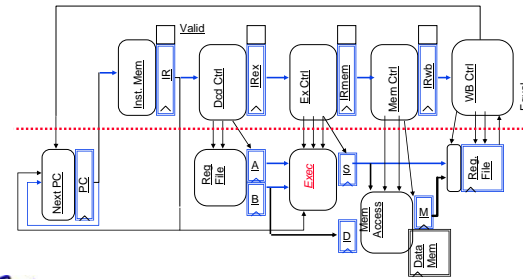 Valid
Inst. Mem
IR
Dcd Ctrl
IRex
Ex Ctrl
IRmem
Mem Ctrl
IRwb
WB Ctrl
Next PC
PC
Reg
File
A
B
Exec
S
D
Mem
Access
M
Data
Mem
Reg.
File